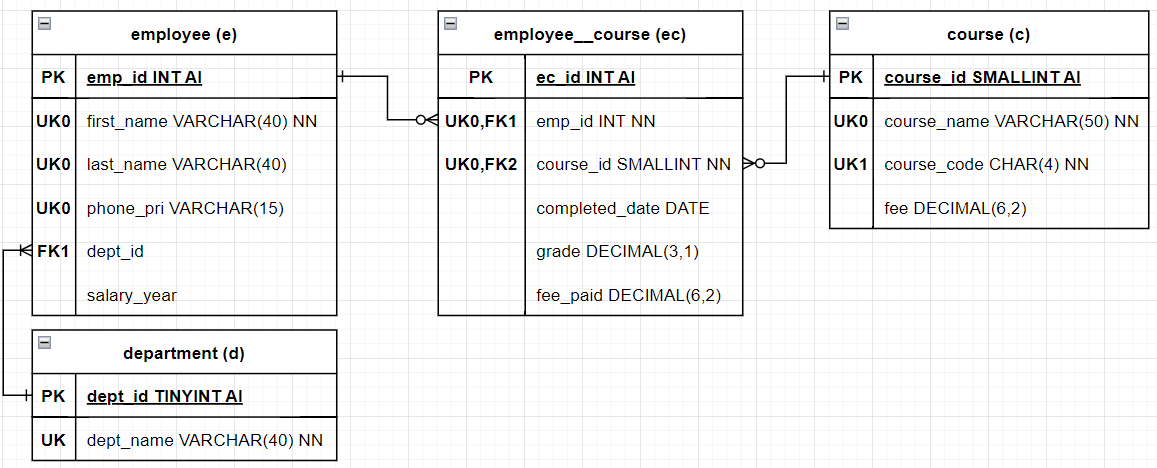 employee (e)
PK emp_id INT AI
UK0 first_name VARCHAR(40) NN
UK0 last_name VARCHAR(40)
UK0 phone_pri VARCHAR(15)
FK1 dept_id
salary_year
employee__course (ec)
PK ec_id INT AI
UK0,FK1 emp_id INT NN
UK0,FK2 course_id SMALLINT NN
completed_date DATE
grade DECIMAL(3,1)
fee_paid DECIMAL(6,2)
course (c)
PK course_id SMALLINT AI
UK0 course_name VARCHAR(50) NN
UK1 course_code CHAR(4) NN
fee DECIMAL(6,2)
department (d)
PK dept_id TINYINT AI
UK dept_name VARCHAR(40) NN